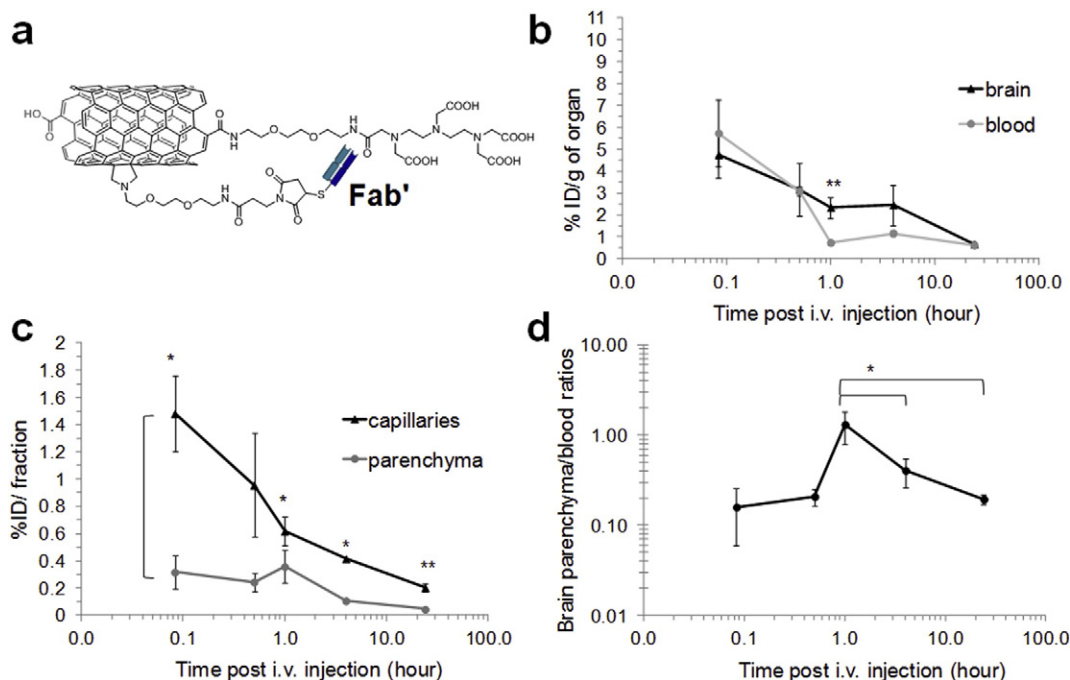 a
HO
O
O
N
H
O
O
H
N
O
N
COOH
N
COOH
N
COOH
COOH
COOH
N
O
O
H
N
O
N
O
O
S
Fab'
b
% ID/g of organ
11
10
9
8
7
6
5
4
3
2
1
0
**
brain
blood
0.0 0.1 1.0 10.0 100.0
Time post i.v. injection (hour)
c
%ID/ fraction
2
1.8
1.6
1.4
1.2
1
0.8
0.6
0.4
0.2
0
*
*
*
**
capillaries
parenchyma
0.0 0.1 1.0 10.0 100.0
Time post i.v. injection (hour)
d
Brain parenchyma/blood ratios
10.00
1.00
0.10
0.01
*
0.0 0.1 1.0 10.0 100.0
Time post i.v. injection (hour)